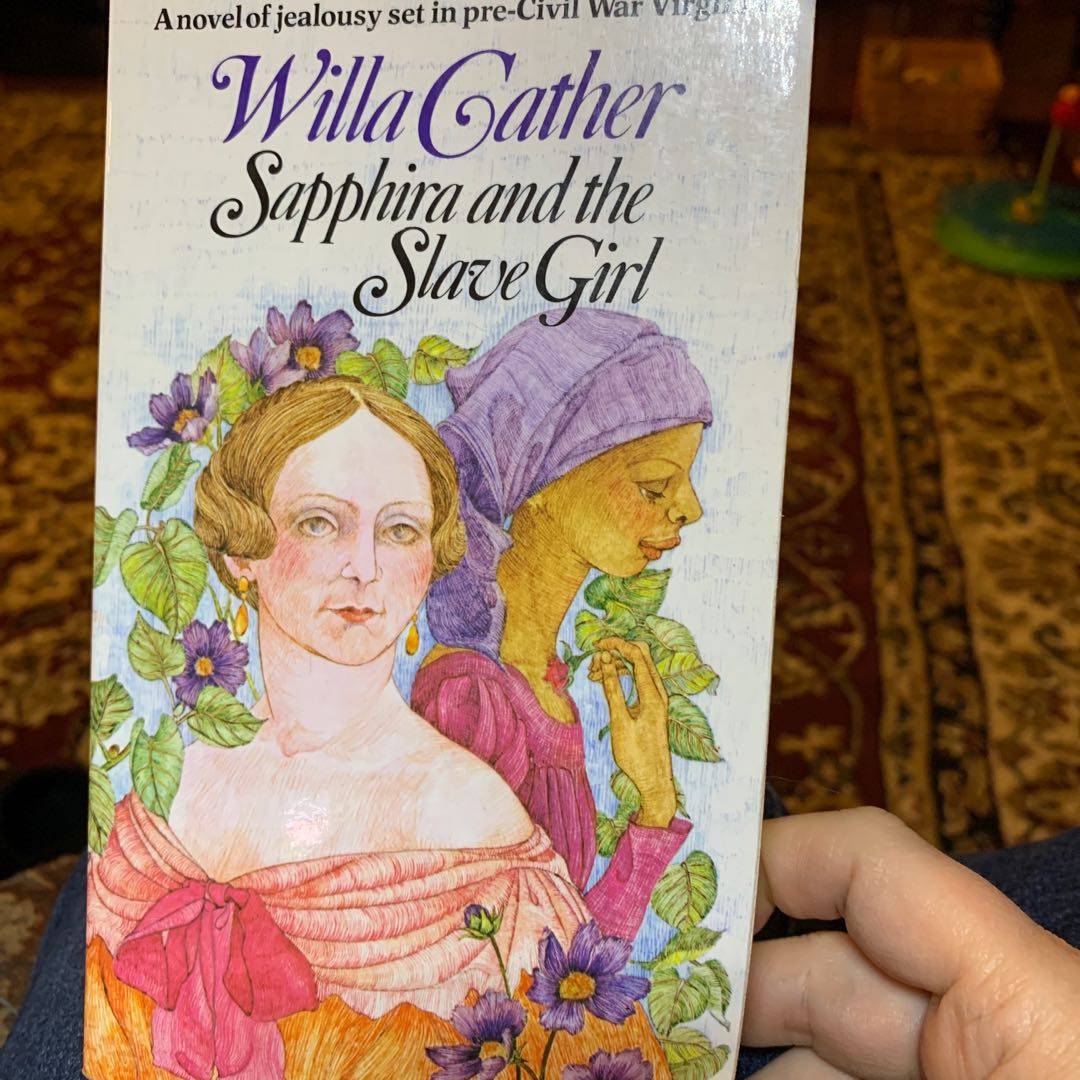 A novel of jealousy set in pre-Civil War
Willa Cather
Sapphira and the
Slave Girl